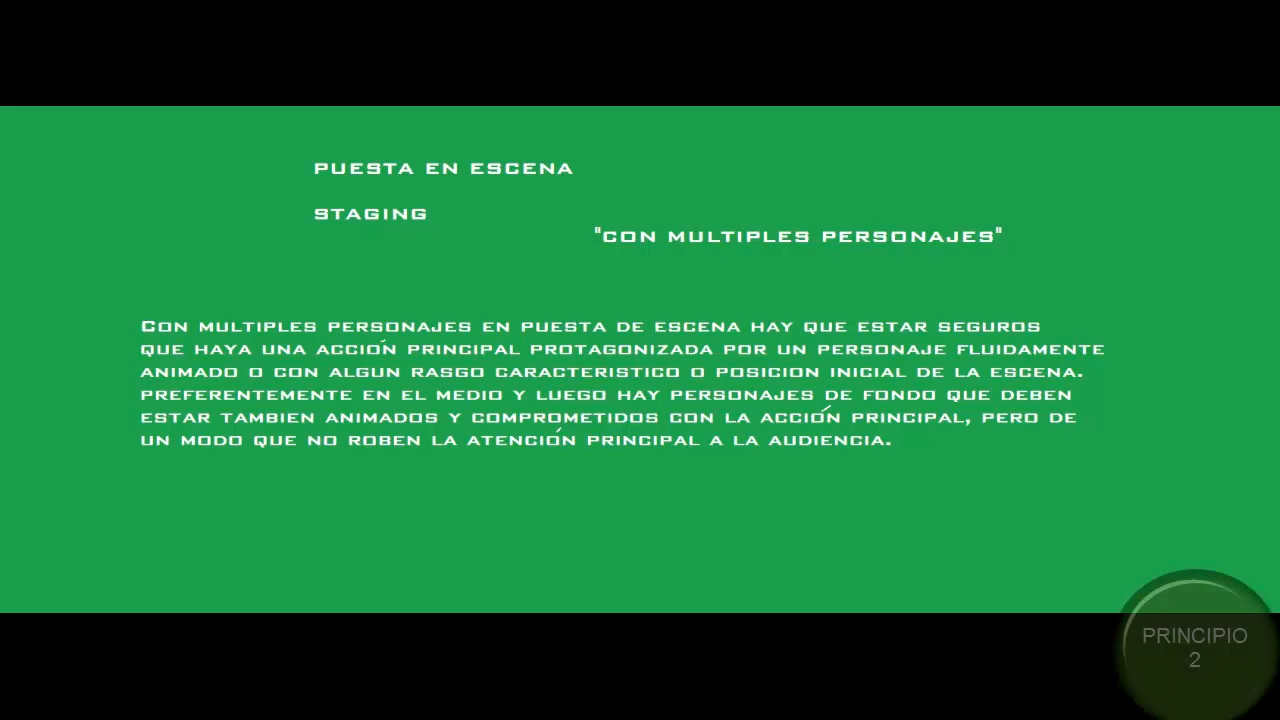 PUESTA EN ESCENA
STAGING
"CON MULTIPLES PERSONAJES"
CON MULTIPLES PERSONAJES EN PUESTA DE ESCENA HAY QUE ESTAR SEGUROS
QUE HAYA UNA ACCIÓN PRINCIPAL PROTAGONIZADA POR UN PERSONAJE FLUIDAMENTE
ANIMADO O CON ALGUN RASGO CARACTERISTICO O POSICION INICIAL DE LA ESCENA.
PREFERENTEMENTE EN EL MEDIO Y LUEGO HAY PERSONAJES DE FONDO QUE DEBEN
ESTAR TAMBIEN ANIMADOS Y COMPROMETIDOS CON LA ACCIÓN PRINCIPAL, PERO DE
UN MODO QUE NO ROBEN LA ATENCIÓN PRINCIPAL A LA AUDIENCIA.
PRINCIPIO
2